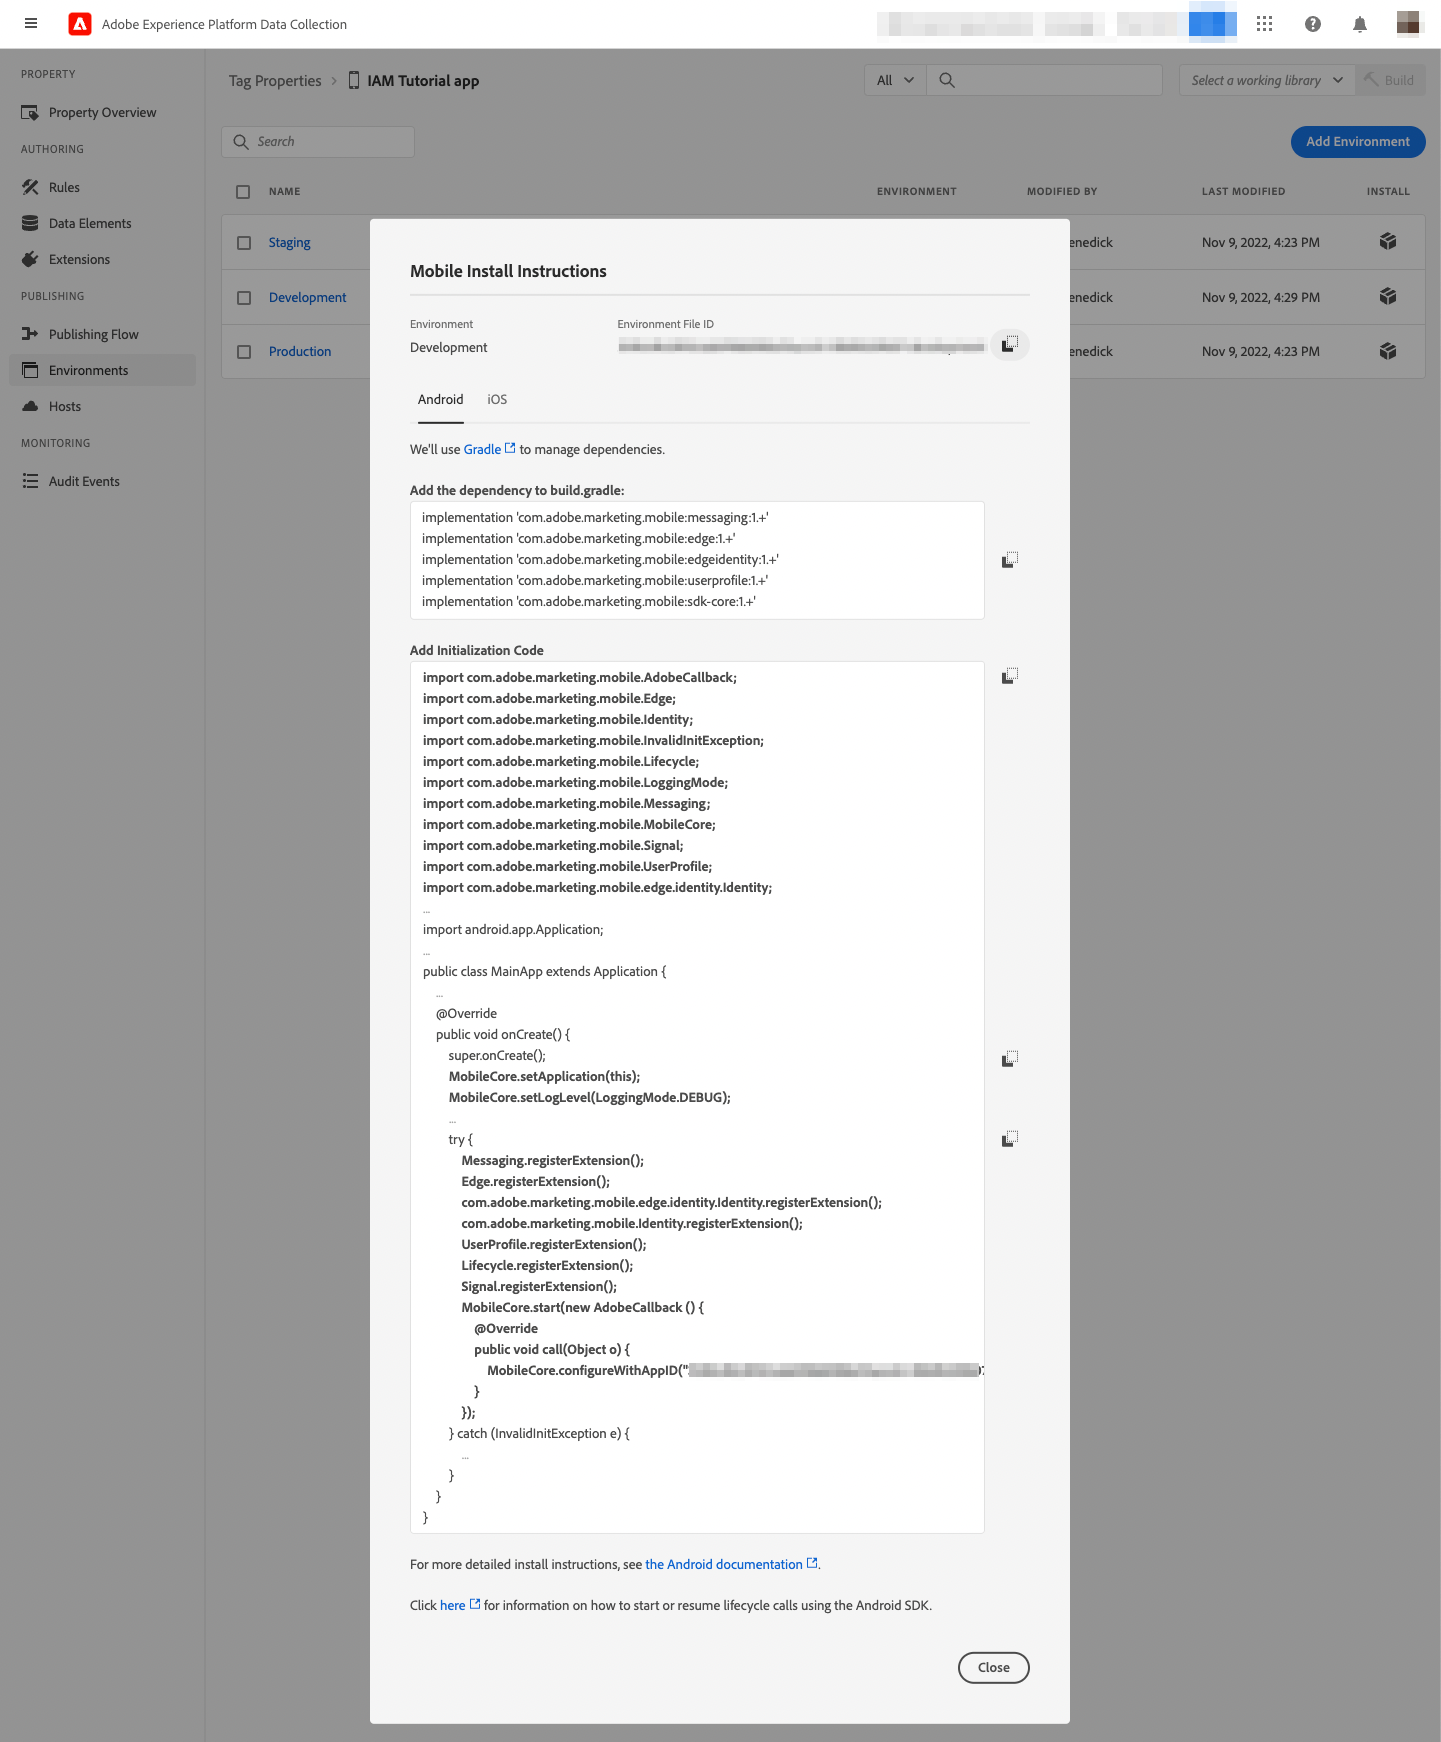 Adobe Experience Platform Data Collection
PROPERTY
Property Overview
AUTHORING
Rules
Data Elements
Extensions
PUBLISHING
Publishing Flow
Environments
Hosts
MONITORING
Audit Events
Tag Properties > IAM Tutorial app
All
Select a working library
Build
Search
Add Environment
NAME ENVIRONMENT MODIFIED BY LAST MODIFIED INSTALL
Staging enedick Nov 9, 2022, 4:23 PM
Development enedick Nov 9, 2022, 4:29 PM
Production enedick Nov 9, 2022, 4:23 PM
Mobile Install Instructions
Environment Environment File ID
Development
Android iOS
We'll use Gradle to manage dependencies.
Add the dependency to build.gradle:
implementation 'com.adobe.marketing.mobile:messaging:1.+'
implementation 'com.adobe.marketing.mobile:edge:1.+'
implementation 'com.adobe.marketing.mobile:edgeidentity:1.+'
implementation 'com.adobe.marketing.mobile:userprofile:1.+'
implementation 'com.adobe.marketing.mobile:sdk-core:1.+'
Add Initialization Code
import com.adobe.marketing.mobile.AdobeCallback;
import com.adobe.marketing.mobile.Edge;
import com.adobe.marketing.mobile.Identity;
import com.adobe.marketing.mobile.InvalidInitException;
import com.adobe.marketing.mobile.Lifecycle;
import com.adobe.marketing.mobile.LoggingMode;
import com.adobe.marketing.mobile.Messaging;
import com.adobe.marketing.mobile.MobileCore;
import com.adobe.marketing.mobile.Signal;
import com.adobe.marketing.mobile.UserProfile;
import com.adobe.marketing.mobile.edge.identity.Identity;
...
import android.app.Application;
...
public class MainApp extends Application {
...
@Override
public void onCreate() {
super.onCreate();
MobileCore.setApplication(this);
MobileCore.setLogLevel(LoggingMode.DEBUG);
...
try {
Messaging.registerExtension();
Edge.registerExtension();
com.adobe.marketing.mobile.edge.identity.Identity.registerExtension();
com.adobe.marketing.mobile.Identity.registerExtension();
UserProfile.registerExtension();
Lifecycle.registerExtension();
Signal.registerExtension();
MobileCore.start(new AdobeCallback () {
@Override
public void call(Object o) {
MobileCore.configureWithAppID("
}
});
} catch (InvalidInitException e) {
...
}
}
}
For more detailed install instructions, see the Android documentation.
Click here for information on how to start or resume lifecycle calls using the Android SDK.
Close